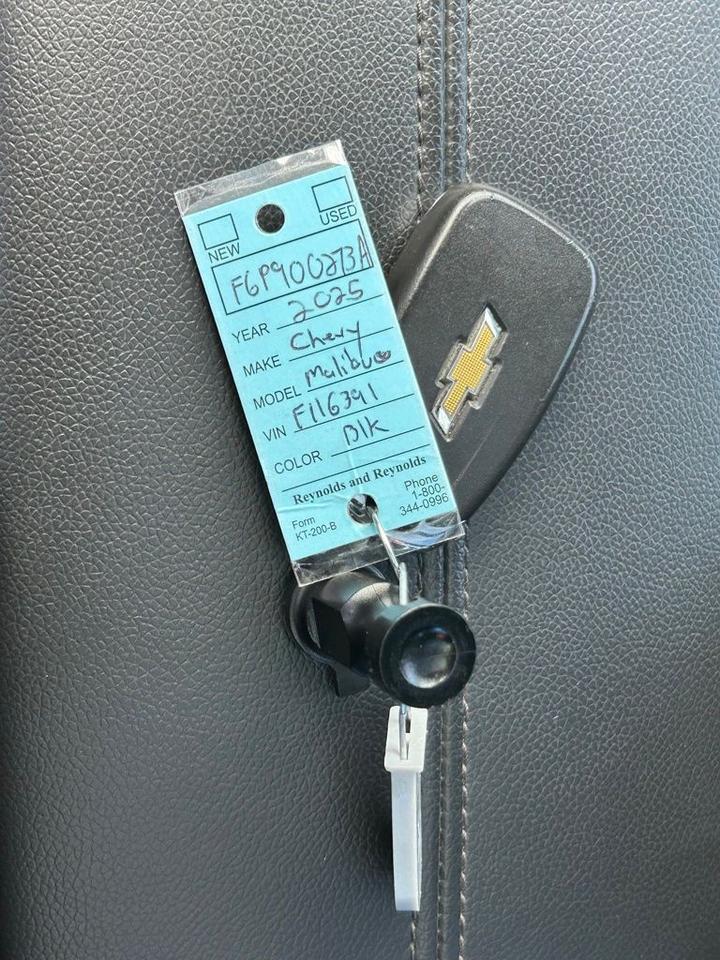 NEW USED
F6P900273A
YEAR 2025
MAKE Chevy
MODEL Malibu
VIN F116391
COLOR Blk
Reynolds and Reynolds
Form
KT-200-B
Phone
1-800-
344-0996